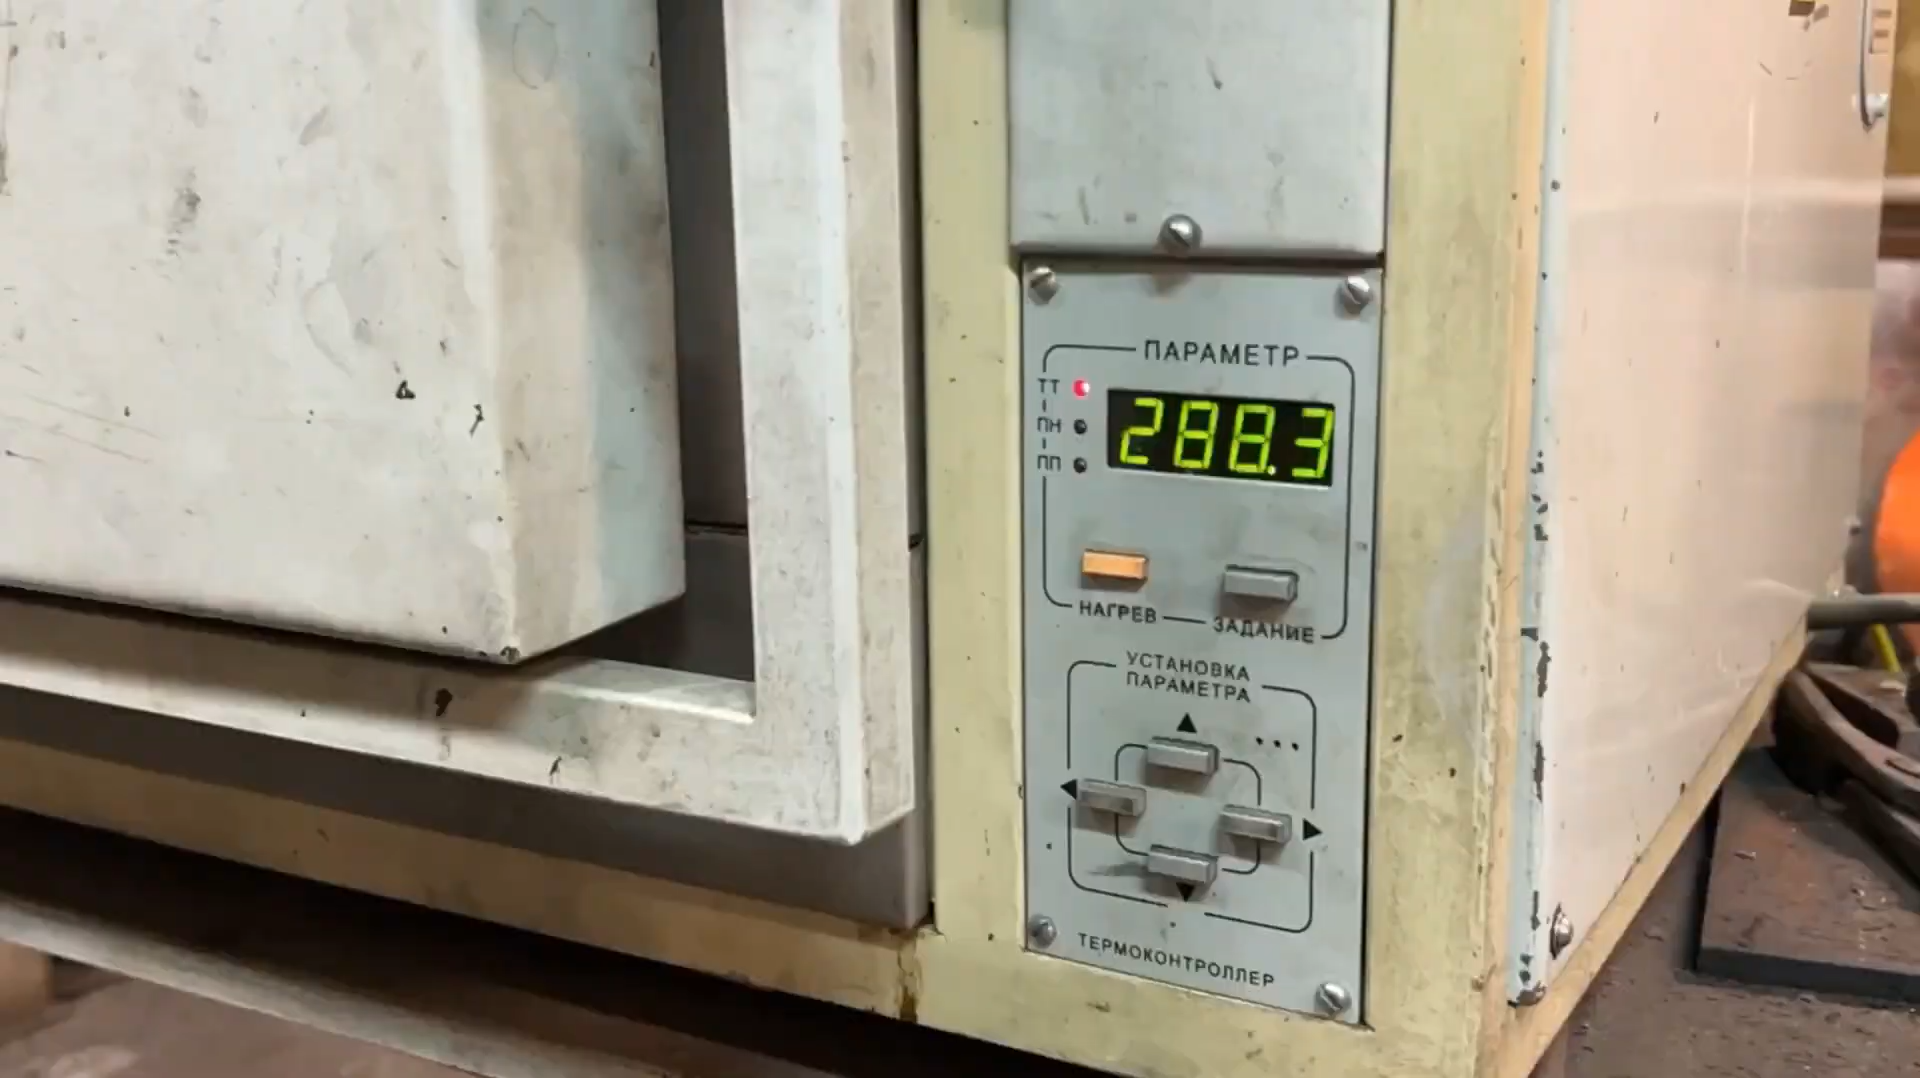 ПАРАМЕТР
ТТ
ПН
ПП
288.3
НАГРЕВ
ЗАДАНИЕ
УСТАНОВКА
ПАРАМЕТРА
ТЕРМОКОНТРОЛЛЕР